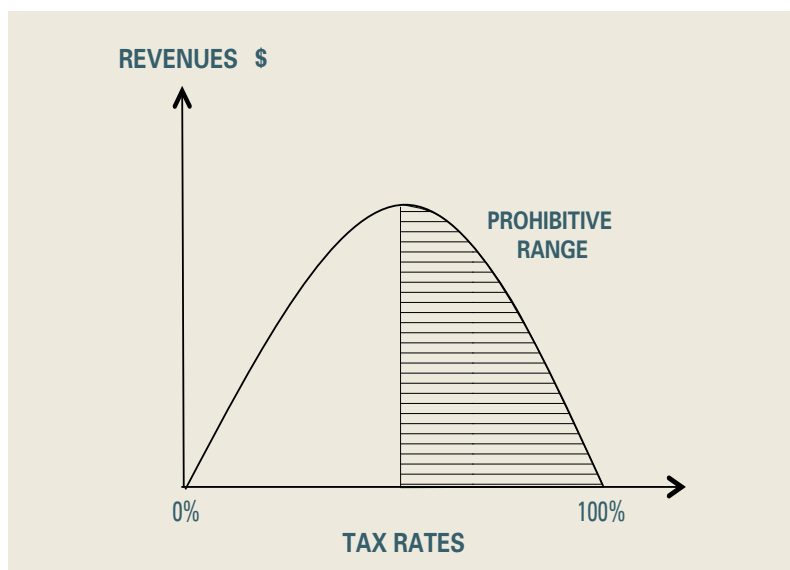 REVENUES $
PROHIBITIVE
RANGE
0%
100%
TAX RATES